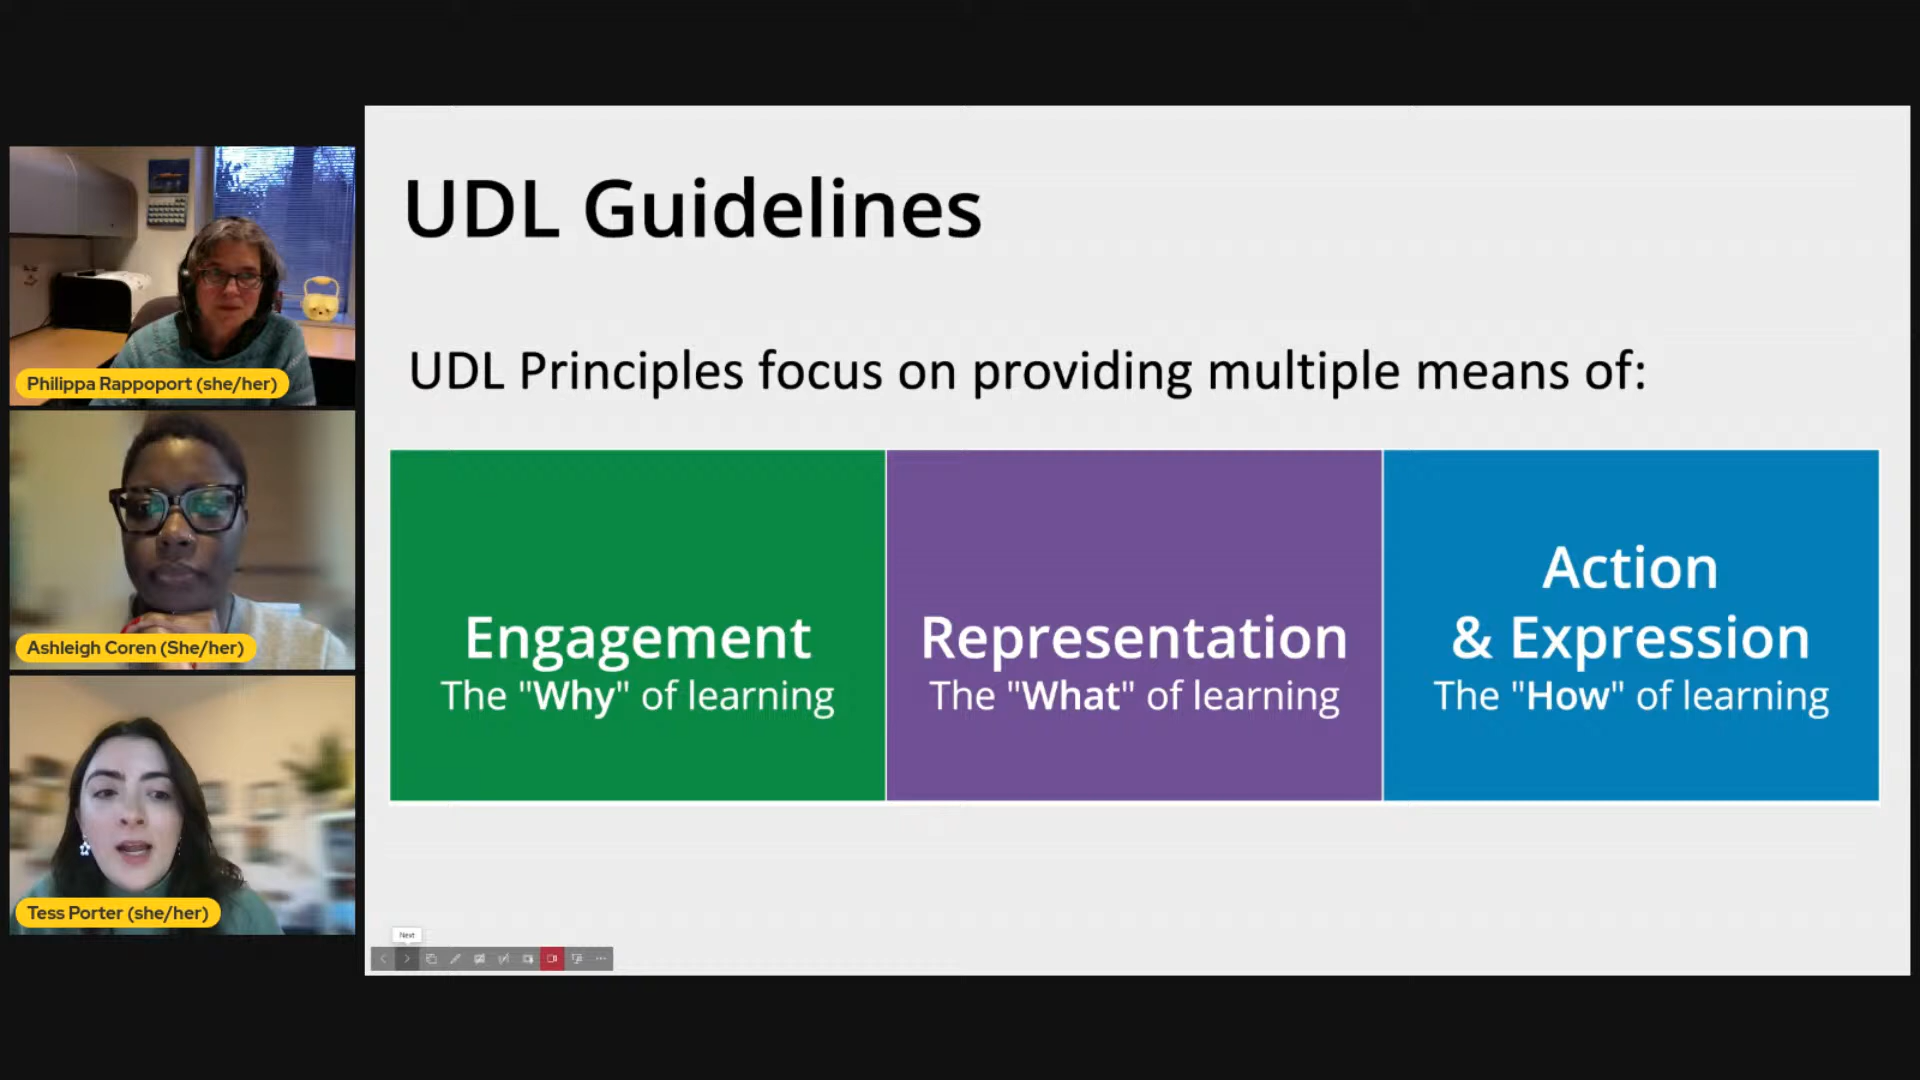 UDL Guidelines
UDL Principles focus on providing multiple means of:
Engagement
The "Why" of learning
Representation
The "What" of learning
Action
& Expression
The "How" of learning
Philippa Rappoport (she/her)
Ashleigh Coren (She/her)
Tess Porter (she/her)
Next